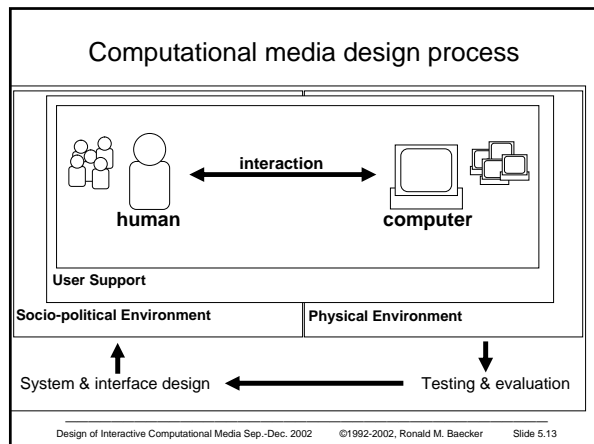 Computational media design process
interaction
human
computer
User Support
Socio-political Environment
Physical Environment
System & interface design
Testing & evaluation
Design of Interactive Computational Media Sep.-Dec. 2002 ©1992-2002, Ronald M. Baecker Slide 5.13